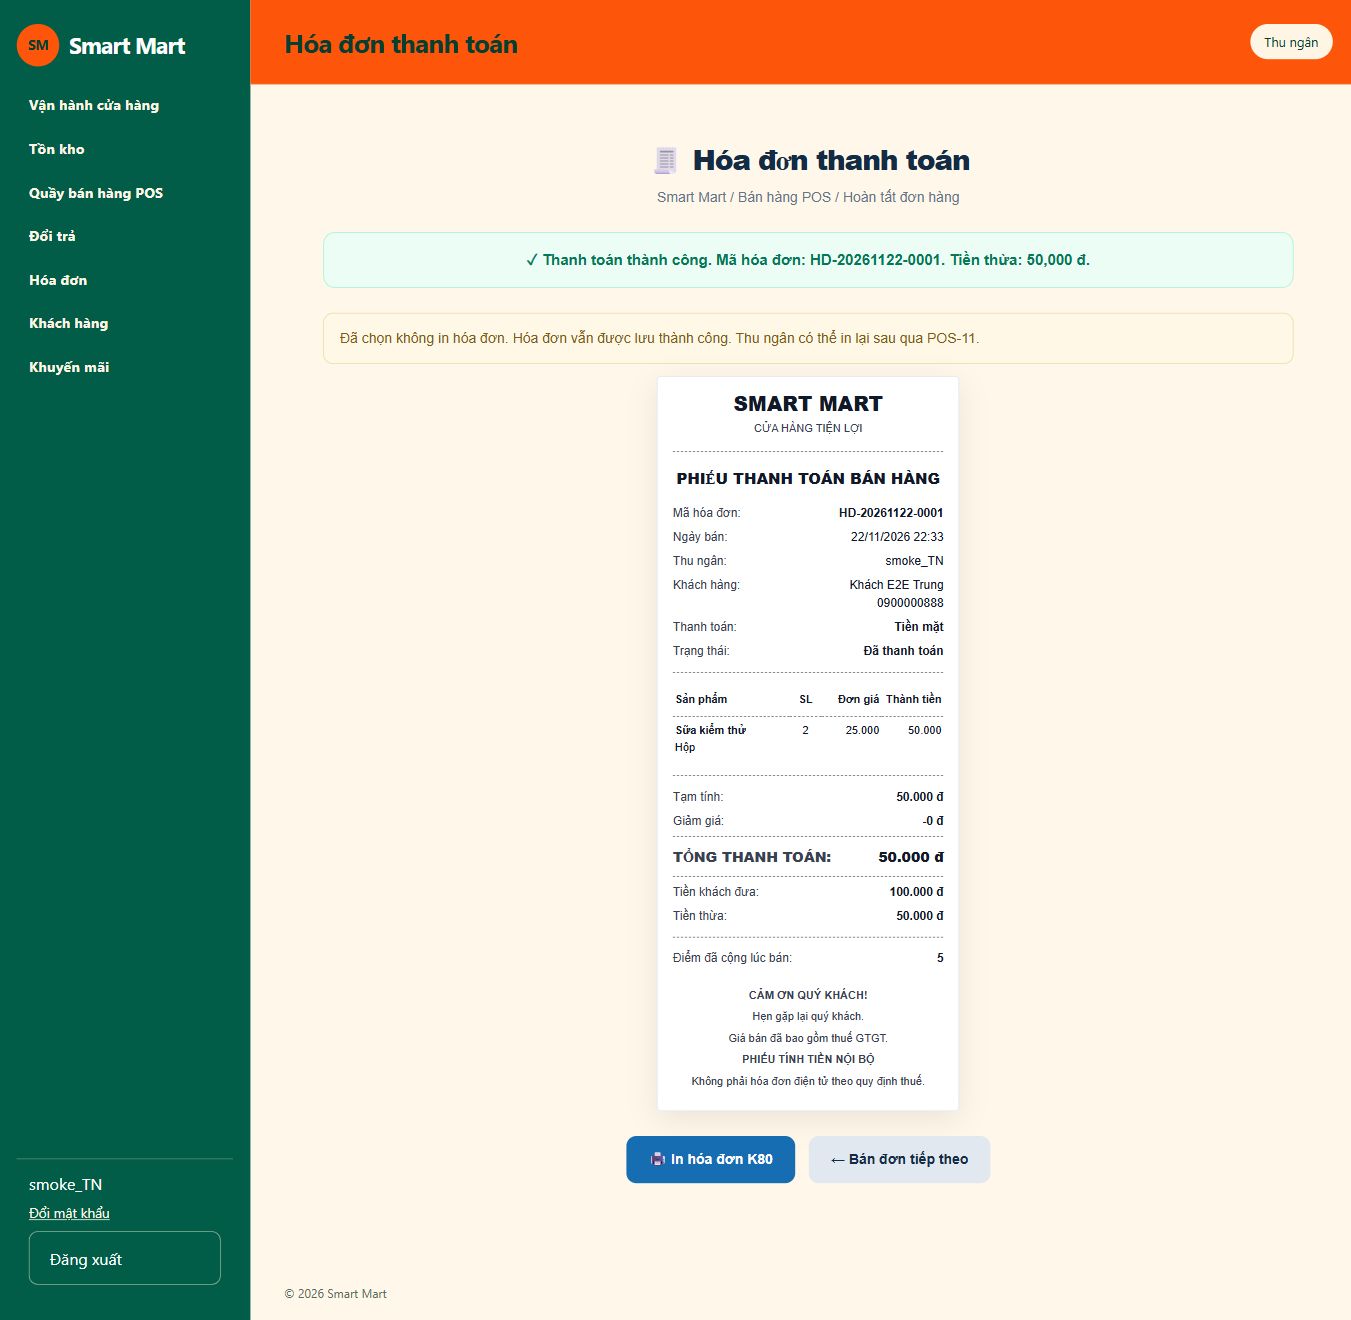 SM Smart Mart
Vận hành cửa hàng
Tồn kho
Quầy bán hàng POS
Đổi trả
Hóa đơn
Khách hàng
Khuyến mãi
smoke_TN
Đổi mật khẩu
Đăng xuất
Hóa đơn thanh toán
Thu ngân
Hóa đơn thanh toán
Smart Mart / Bán hàng POS / Hoàn tất đơn hàng
✓ Thanh toán thành công. Mã hóa đơn: HD-20261122-0001. Tiền thừa: 50,000 đ.
Đã chọn không in hóa đơn. Hóa đơn vẫn được lưu thành công. Thu ngân có thể in lại sau qua POS-11.
SMART MART
CỬA HÀNG TIỆN LỢI
PHIẾU THANH TOÁN BÁN HÀNG
Mã hóa đơn: HD-20261122-0001
Ngày bán: 22/11/2026 22:33
Thu ngân: smoke_TN
Khách hàng: Khách E2E Trung
0900000888
Thanh toán: Tiền mặt
Trạng thái: Đã thanh toán
Sản phẩm SL Đơn giá Thành tiền
Sữa kiểm thử 2 25.000 50.000
Hộp
Tạm tính: 50.000 đ
Giảm giá: -0 đ
TỔNG THANH TOÁN: 50.000 đ
Tiền khách đưa: 100.000 đ
Tiền thừa: 50.000 đ
Điểm đã cộng lúc bán: 5
CẢM ƠN QUÝ KHÁCH!
Hẹn gặp lại quý khách.
Giá bán đã bao gồm thuế GTGT.
PHIẾU TÍNH TIỀN NỘI BỘ
Không phải hóa đơn điện tử theo quy định thuế.
In hóa đơn K80
← Bán đơn tiếp theo
© 2026 Smart Mart